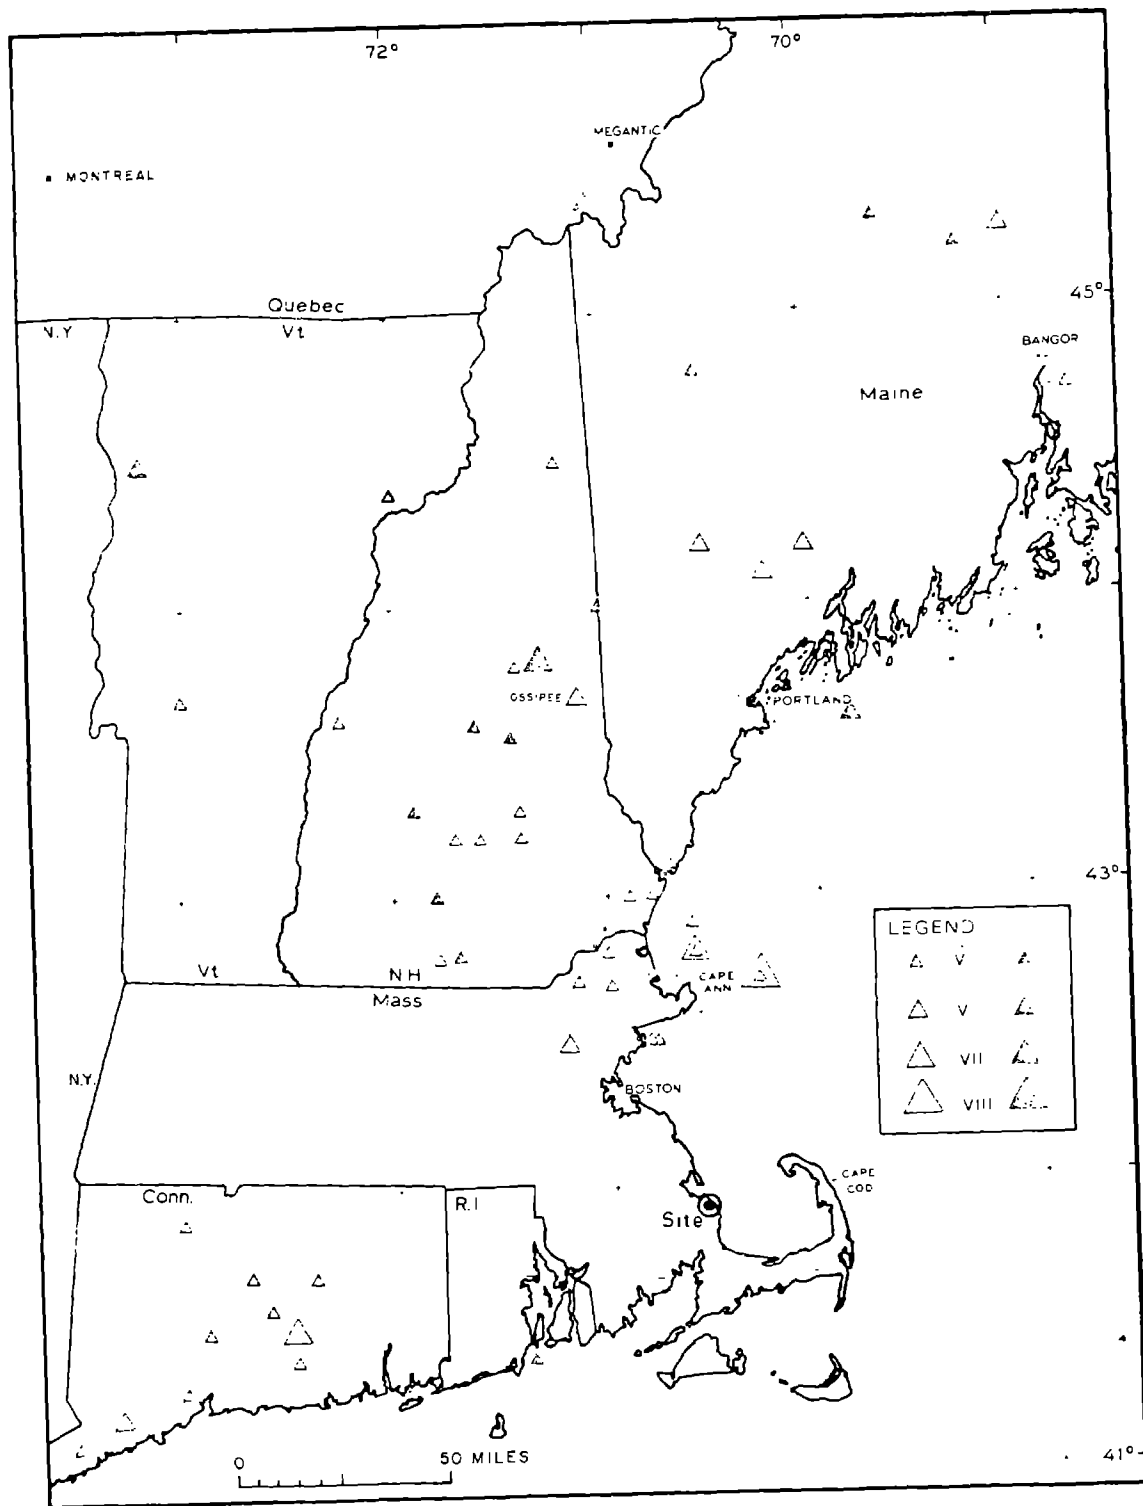 72°
70°
MEGANTIC
MONTREAL
45°
Quebec
N.Y
Vt
BANGOR
Maine
OSSIPEE
PORTLAND
43°
LEGEND
V
V
VII
VIII
Vt
NH
Mass
CAPE
ANN
N.Y.
BOSTON
CAPE
COD
Conn.
R.I
Site
50 MILES
0
41°